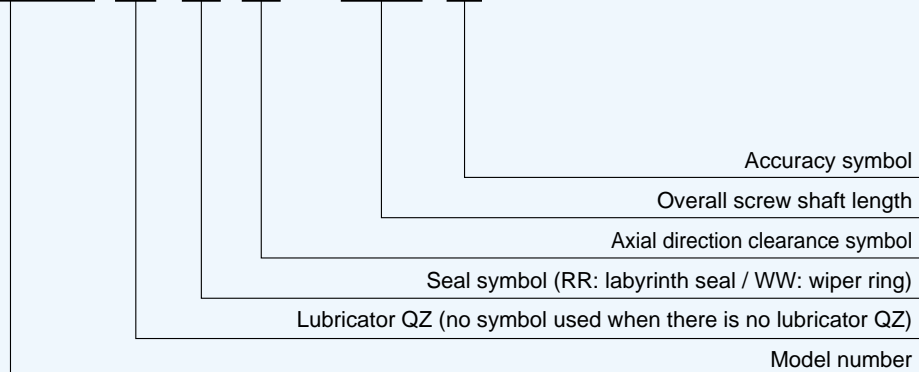 Accuracy symbol
Overall screw shaft length
Axial direction clearance symbol
Seal symbol (RR: labyrinth seal / WW: wiper ring)
Lubricator QZ (no symbol used when there is no lubricator QZ)
Model number